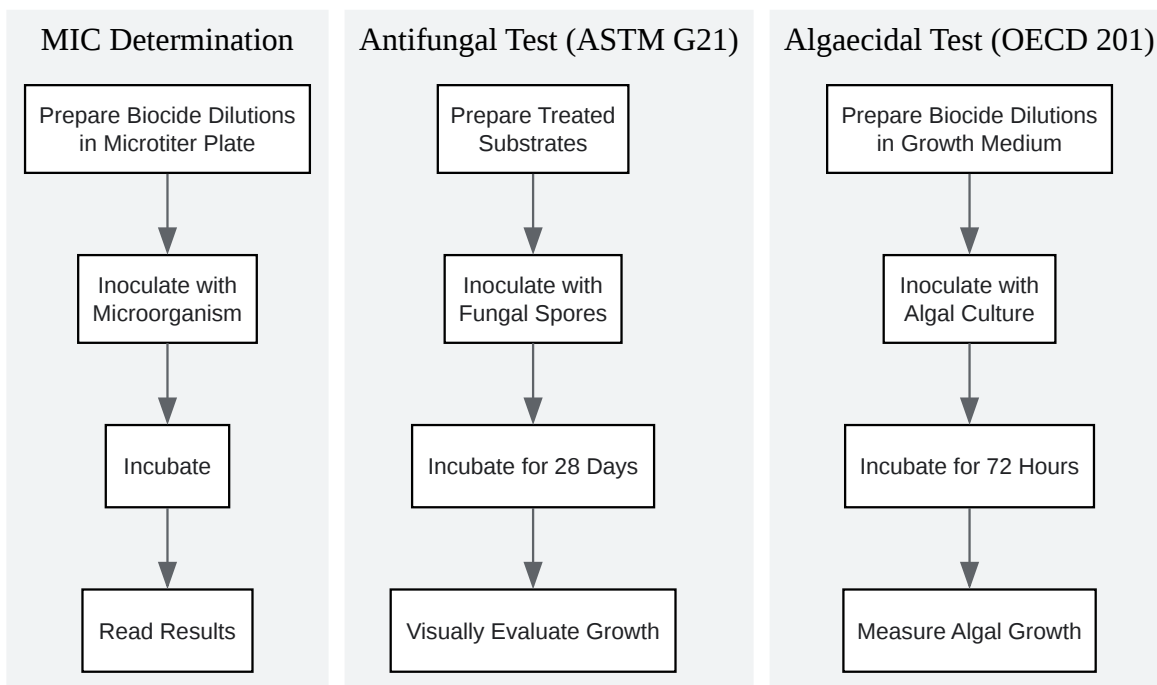 MIC Determination
Prepare Biocide Dilutions
in Microtiter Plate
Inoculate with
Microorganism
Incubate
Read Results
Antifungal Test (ASTM G21)
Prepare Treated
Substrates
Inoculate with
Fungal Spores
Incubate for 28 Days
Visually Evaluate Growth
Algaecidal Test (OECD 201)
Prepare Biocide Dilutions
in Growth Medium
Inoculate with
Algal Culture
Incubate for 72 Hours
Measure Algal Growth